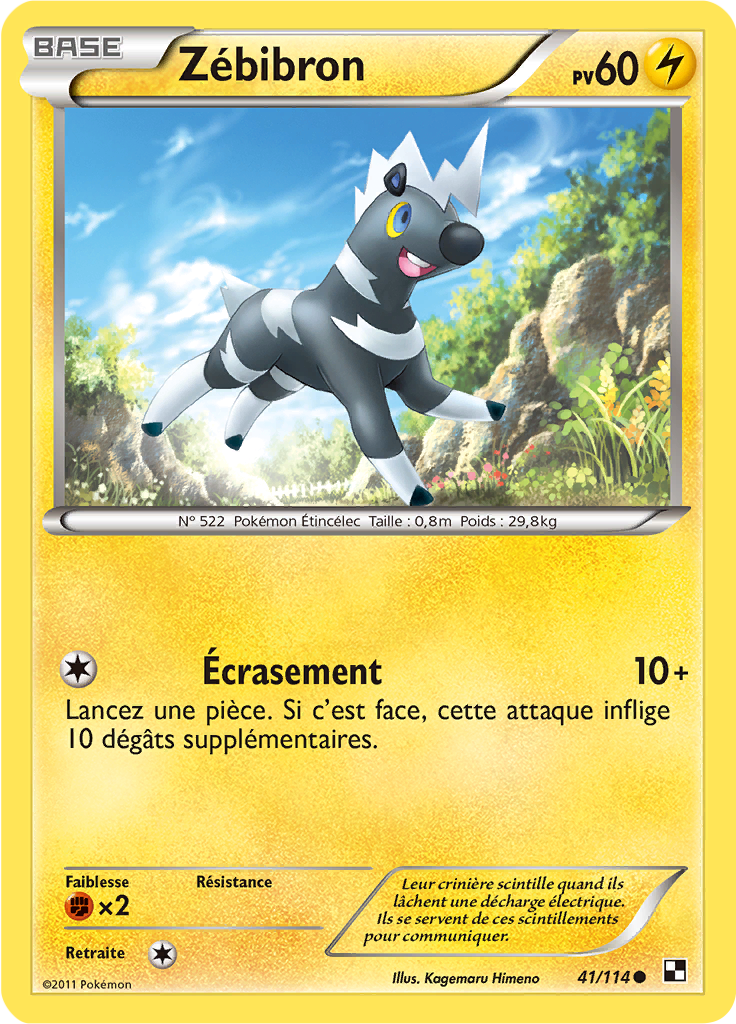 BASE
Zébibron
PV60
N° 522 Pokémon Étincélec Taille : 0,8m Poids : 29,8kg
Écrasement 10+
Lancez une pièce. Si c'est face, cette attaque inflige
10 dégâts supplémentaires.
Faiblesse Résistance
×2
Retraite
Leur crinière scintille quand ils
lâchent une décharge électrique.
Ils se servent de ces scintillements
pour communiquer.
©2011 Pokémon
Illus. Kagemaru Himeno
41/114